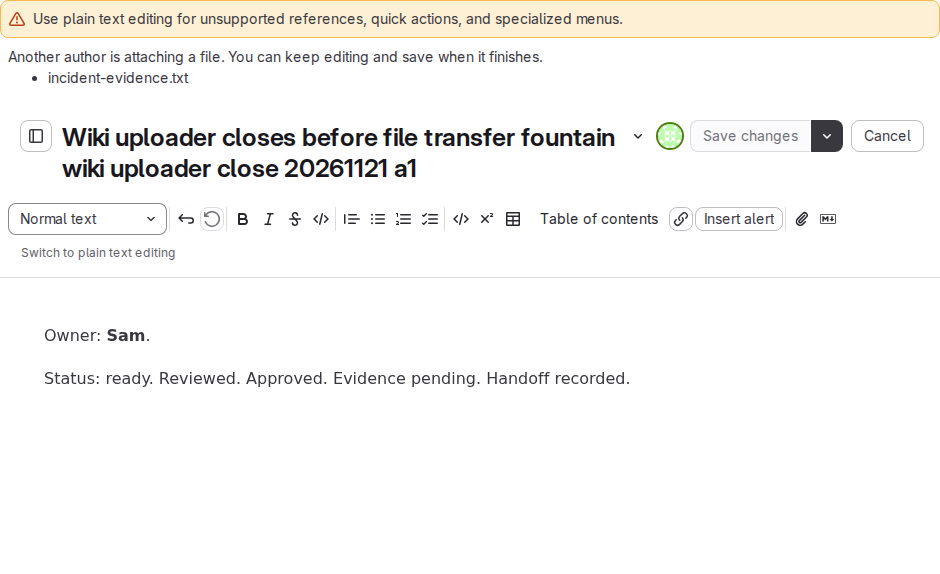 Use plain text editing for unsupported references, quick actions, and specialized menus.
Another author is attaching a file. You can keep editing and save when it finishes.
• incident-evidence.txt
Wiki uploader closes before file transfer fountain
wiki uploader close 20261121 a1
Save changes
Cancel
Normal text
Table of contents
Insert alert
Switch to plain text editing
Owner: Sam.
Status: ready. Reviewed. Approved. Evidence pending. Handoff recorded.